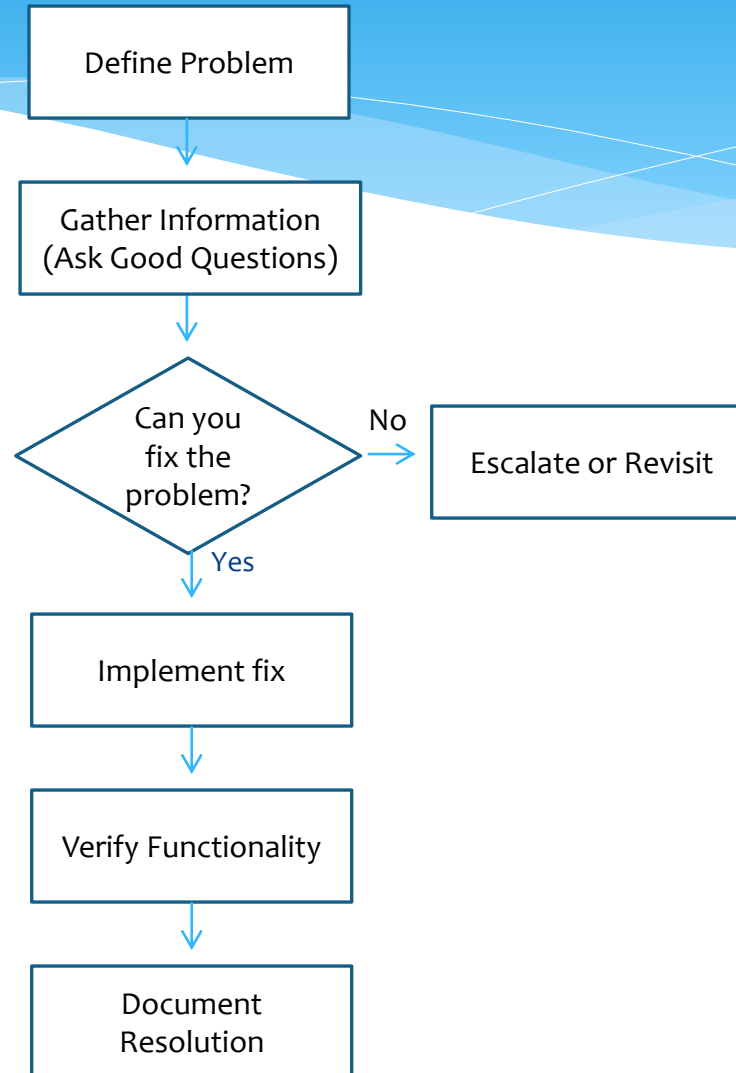 Define Problem
Gather Information
(Ask Good Questions)
Can you
fix the
problem?
No
Escalate or Revisit
Yes
Implement fix
Verify Functionality
Document
Resolution